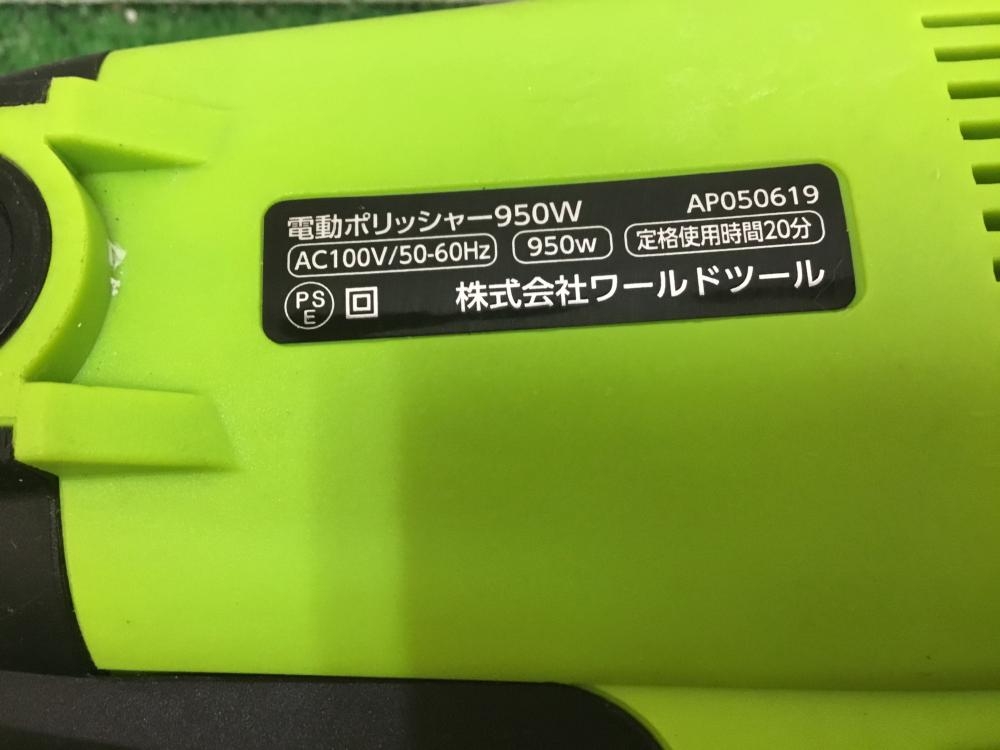 電動ポリッシャー950W AP050619
AC100V/50-60Hz 950w 定格使用時間20分
PS
E
株式会社ワールドツール